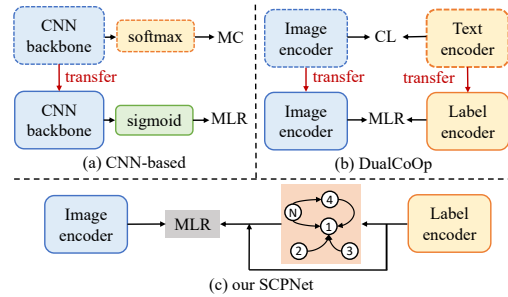 CNN
backbone
softmax
MC
transfer
CNN
backbone
sigmoid
MLR
(a) CNN-based
Image
encoder
CL
Text
encoder
transfer
transfer
Image
encoder
MLR
Label
encoder
(b) DualCoOp
Image
encoder
MLR
N
4
1
2
3
Label
encoder
(c) our SCPNet